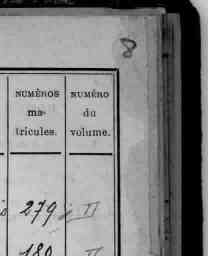 8
NUMÉROS NUMÉRO
ma- du
tricules. volume.
279 II
180 II